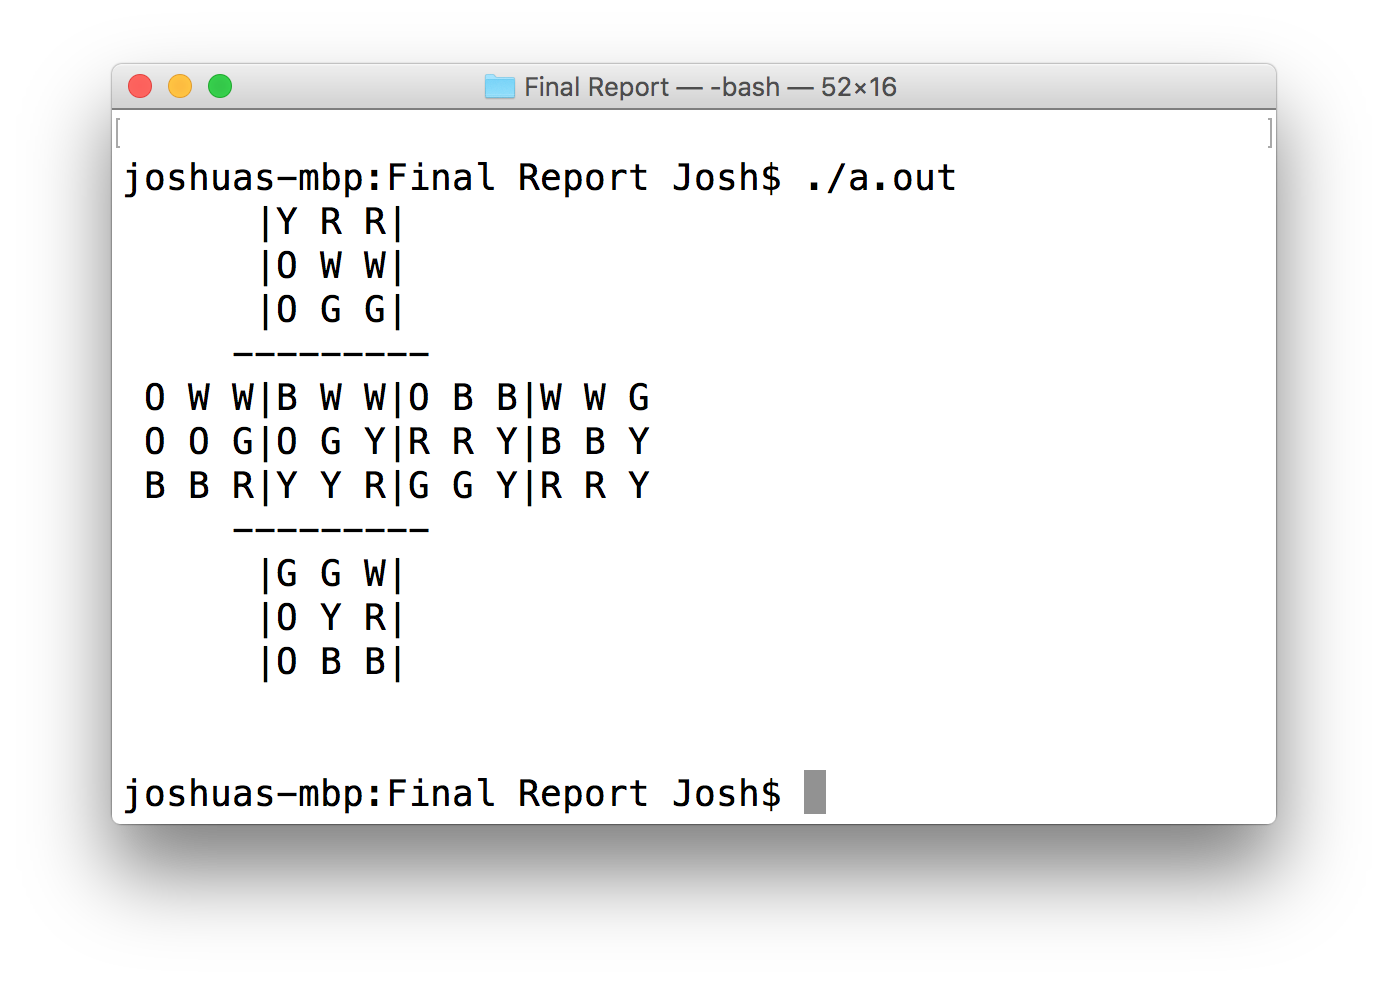 Final Report — -bash — 52×16
[ ]
joshuas-mbp:Final Report Josh$ ./a.out
|Y R R|
|O W W|
|O G G|
---------
O W W|B W W|O B B|W W G
O O G|O G Y|R R Y|B B Y
B B R|Y Y R|G G Y|R R Y
---------
|G G W|
|O Y R|
|O B B|
joshuas-mbp:Final Report Josh$